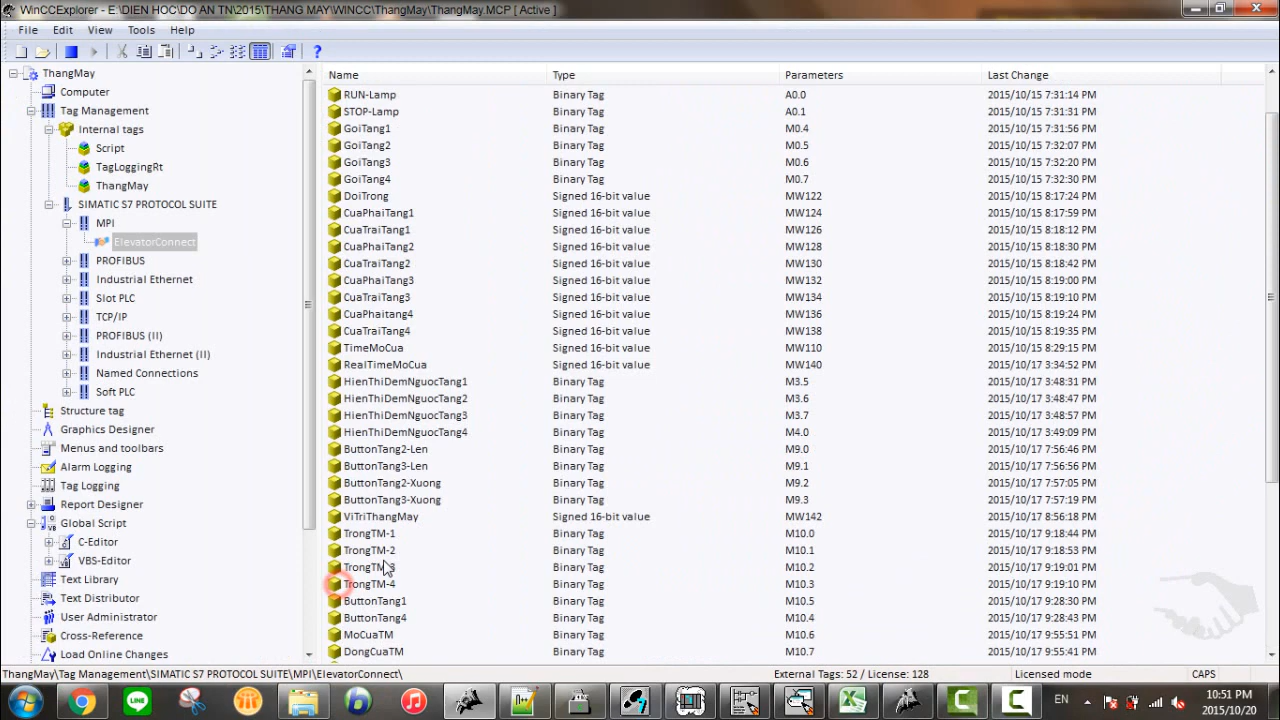 WinCCExplorer - E:\DIEN HOC\DO AN TN\2015\THANG MAY\WINCC\ThangMay\ThangMay.MCP [ Active ]
File Edit View Tools Help
ThangMay
Computer
Tag Management
Internal tags
Script
TagLoggingRt
ThangMay
SIMATIC S7 PROTOCOL SUITE
MPI
ElevatorConnect
PROFIBUS
Industrial Ethernet
Slot PLC
TCP/IP
PROFIBUS (II)
Industrial Ethernet (II)
Named Connections
Soft PLC
Structure tag
Graphics Designer
Menus and toolbars
Alarm Logging
Tag Logging
Report Designer
Global Script
C-Editor
VBS-Editor
Text Library
Text Distributor
User Administrator
Cross-Reference
Load Online Changes
Name Type Parameters Last Change
RUN-Lamp Binary Tag A0.0 2015/10/15 7:31:14 PM
STOP-Lamp Binary Tag A0.1 2015/10/15 7:31:31 PM
GoiTang1 Binary Tag M0.4 2015/10/15 7:31:56 PM
GoiTang2 Binary Tag M0.5 2015/10/15 7:32:07 PM
GoiTang3 Binary Tag M0.6 2015/10/15 7:32:20 PM
GoiTang4 Binary Tag M0.7 2015/10/15 7:32:30 PM
DoiTrong Signed 16-bit value MW122 2015/10/15 8:17:24 PM
CuaPhaiTang1 Signed 16-bit value MW124 2015/10/15 8:17:59 PM
CuaTraiTang1 Signed 16-bit value MW126 2015/10/15 8:18:12 PM
CuaPhaiTang2 Signed 16-bit value MW128 2015/10/15 8:18:30 PM
CuaTraiTang2 Signed 16-bit value MW130 2015/10/15 8:18:42 PM
CuaPhaiTang3 Signed 16-bit value MW132 2015/10/15 8:19:00 PM
CuaTraiTang3 Signed 16-bit value MW134 2015/10/15 8:19:10 PM
CuaPhaitang4 Signed 16-bit value MW136 2015/10/15 8:19:24 PM
CuaTraiTang4 Signed 16-bit value MW138 2015/10/15 8:19:35 PM
TimeMoCua Signed 16-bit value MW110 2015/10/15 8:29:15 PM
RealTimeMoCua Signed 16-bit value MW140 2015/10/17 3:34:52 PM
HienThiDemNguocTang1 Binary Tag M3.5 2015/10/17 3:48:31 PM
HienThiDemNguocTang2 Binary Tag M3.6 2015/10/17 3:48:47 PM
HienThiDemNguocTang3 Binary Tag M3.7 2015/10/17 3:48:57 PM
HienThiDemNguocTang4 Binary Tag M4.0 2015/10/17 3:49:09 PM
ButtonTang2-Len Binary Tag M9.0 2015/10/17 7:56:46 PM
ButtonTang3-Len Binary Tag M9.1 2015/10/17 7:56:56 PM
ButtonTang2-Xuong Binary Tag M9.2 2015/10/17 7:57:05 PM
ButtonTang3-Xuong Binary Tag M9.3 2015/10/17 7:57:19 PM
ViTriThangMay Signed 16-bit value MW142 2015/10/17 8:56:18 PM
TrongTM-1 Binary Tag M10.0 2015/10/17 9:18:44 PM
TrongTM-2 Binary Tag M10.1 2015/10/17 9:18:53 PM
TrongTM-3 Binary Tag M10.2 2015/10/17 9:19:01 PM
TrongTM-4 Binary Tag M10.3 2015/10/17 9:19:10 PM
ButtonTang1 Binary Tag M10.5 2015/10/17 9:28:30 PM
ButtonTang4 Binary Tag M10.4 2015/10/17 9:28:43 PM
MoCuaTM Binary Tag M10.6 2015/10/17 9:55:51 PM
DongCuaTM Binary Tag M10.7 2015/10/17 9:55:41 PM
ThangMay\Tag Management\SIMATIC S7 PROTOCOL SUITE\MPI\ElevatorConnect\ External Tags: 52 / License: 128 Licensed mode CAPS
EN 10:51 PM
2015/10/20